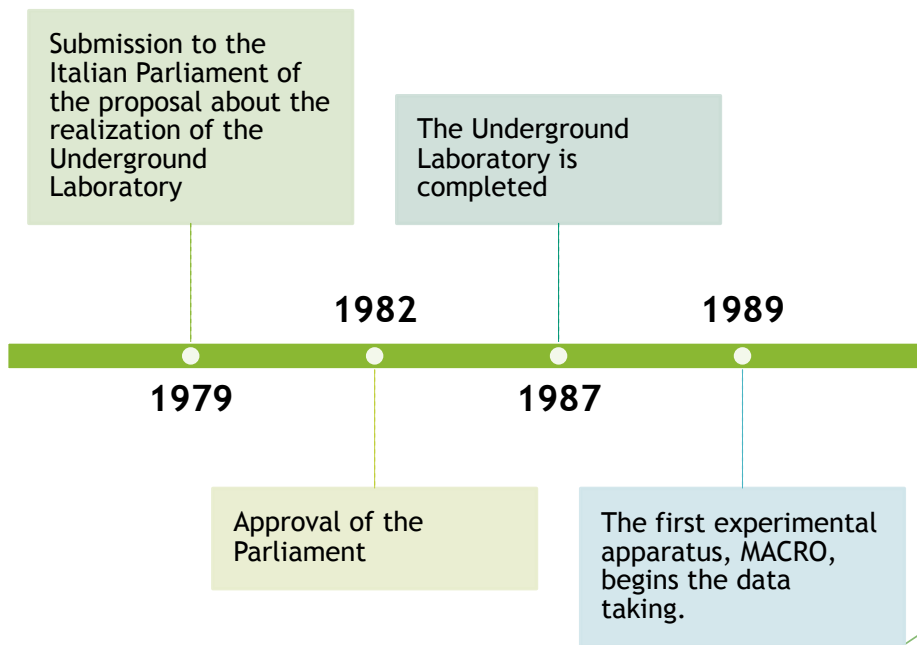 Submission to the
Italian Parliament of
the proposal about the
realization of the
Underground
Laboratory
The Underground
Laboratory is
completed
1982
1989
1979
1987
Approval of the
Parliament
The first experimental
apparatus, MACRO,
begins the data
taking.